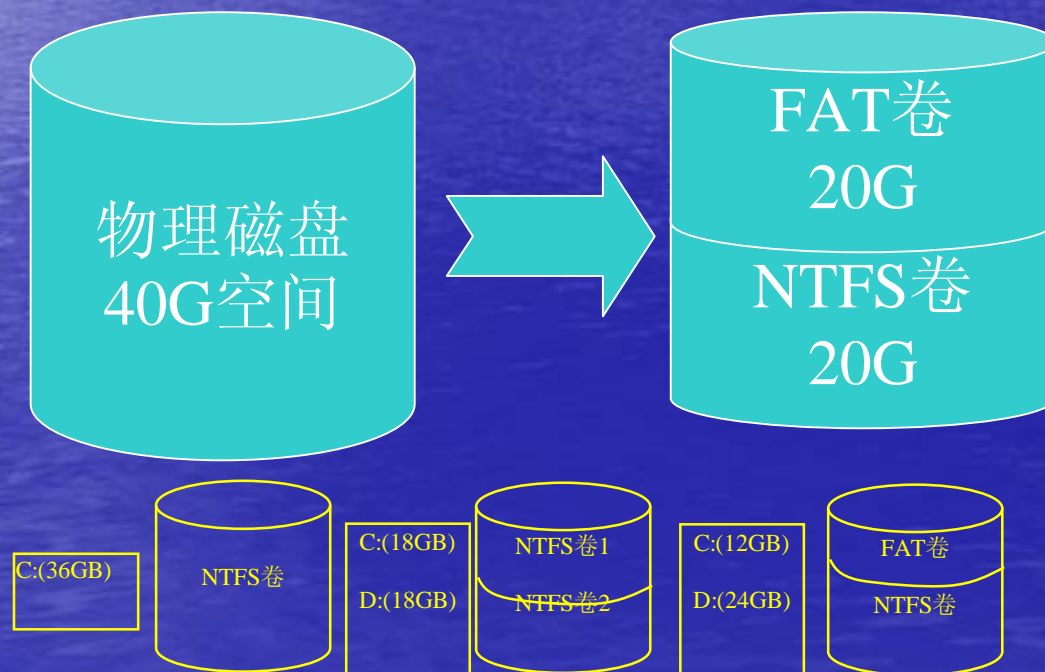 物理磁盘
40G空间
FAT卷
20G
NTFS卷
20G
C:(36GB)
NTFS卷
C:(18GB)
D:(18GB)
NTFS卷1
NTFS卷2
C:(12GB)
D:(24GB)
FAT卷
NTFS卷